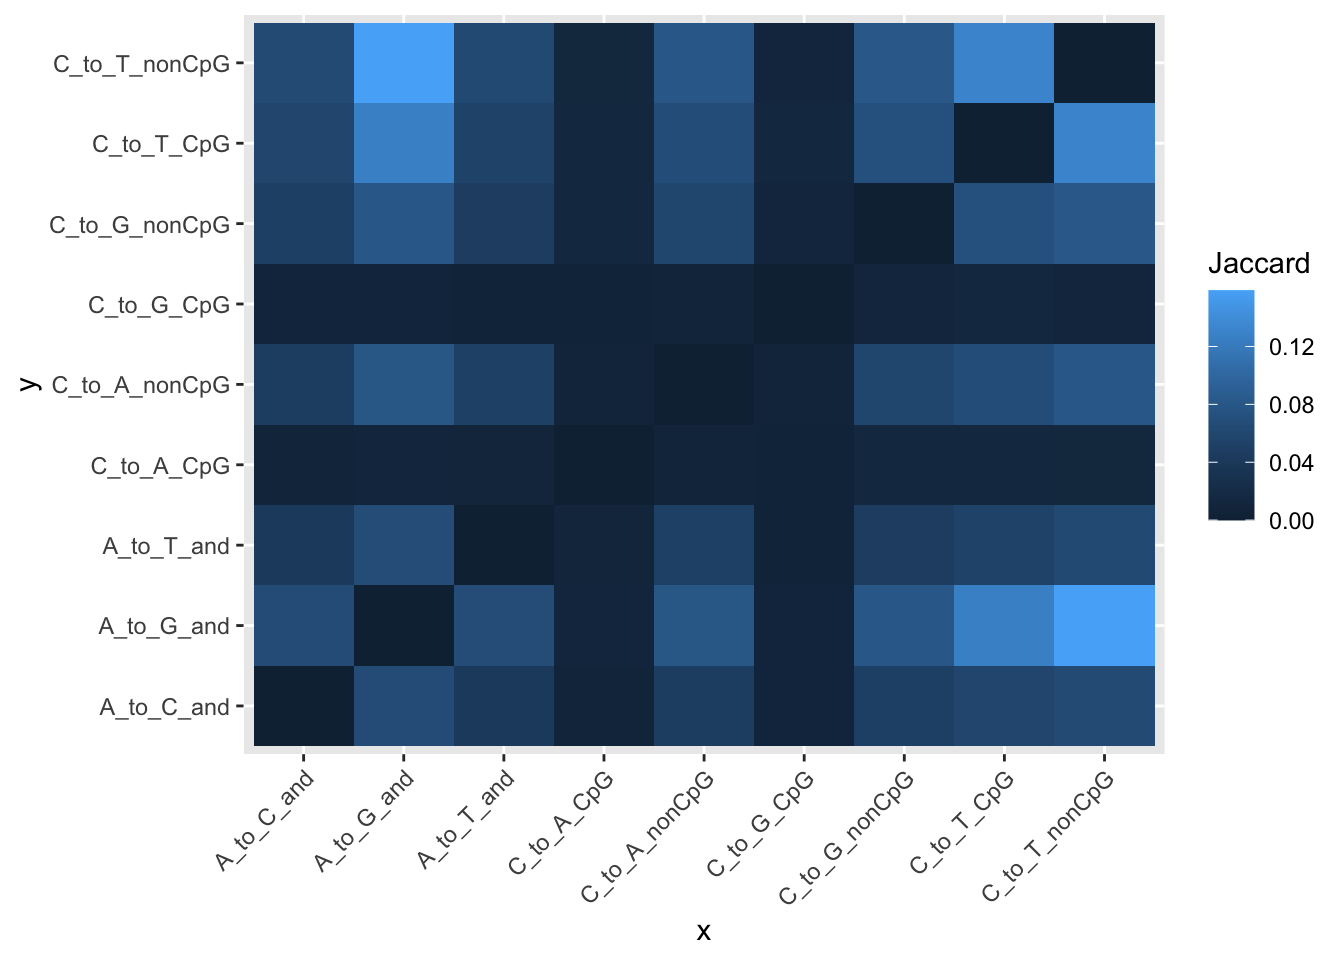 C_to_T_nonCpG
C_to_T_CpG
C_to_G_nonCpG
C_to_G_CpG
C_to_A_nonCpG
C_to_A_CpG
A_to_T_and
A_to_G_and
A_to_C_and
y
A_to_C_and
A_to_G_and
A_to_T_and
C_to_A_CpG
C_to_A_nonCpG
C_to_G_CpG
C_to_G_nonCpG
C_to_T_CpG
C_to_T_nonCpG
x
Jaccard
0.12
0.08
0.04
0.00